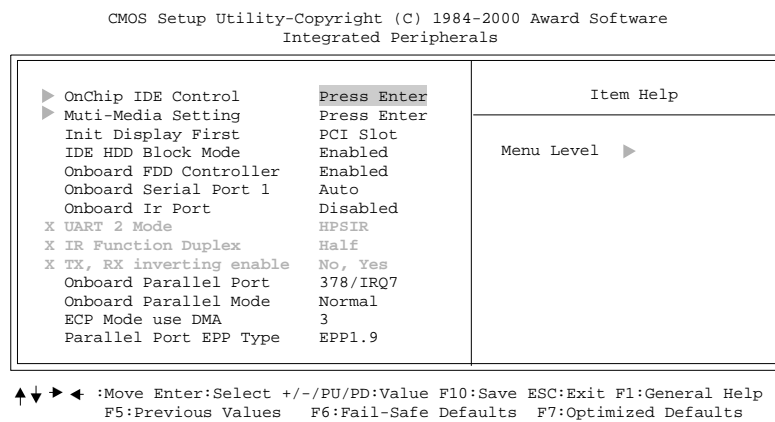 CMOS Setup Utility-Copyright (C) 1984-2000 Award Software
Integrated Peripherals
OnChip IDE Control Press Enter
Muti-Media Setting Press Enter
Init Display First PCI Slot
IDE HDD Block Mode Enabled
Onboard FDD Controller Enabled
Onboard Serial Port 1 Auto
Onboard Ir Port Disabled
X UART 2 Mode HPSIR
X IR Function Duplex Half
X TX, RX inverting enable No, Yes
Onboard Parallel Port 378/IRQ7
Onboard Parallel Mode Normal
ECP Mode use DMA 3
Parallel Port EPP Type EPP1.9
Item Help
Menu Level
:Move Enter:Select +/-/PU/PD:Value F10:Save ESC:Exit F1:General Help
F5:Previous Values F6:Fail-Safe Defaults F7:Optimized Defaults